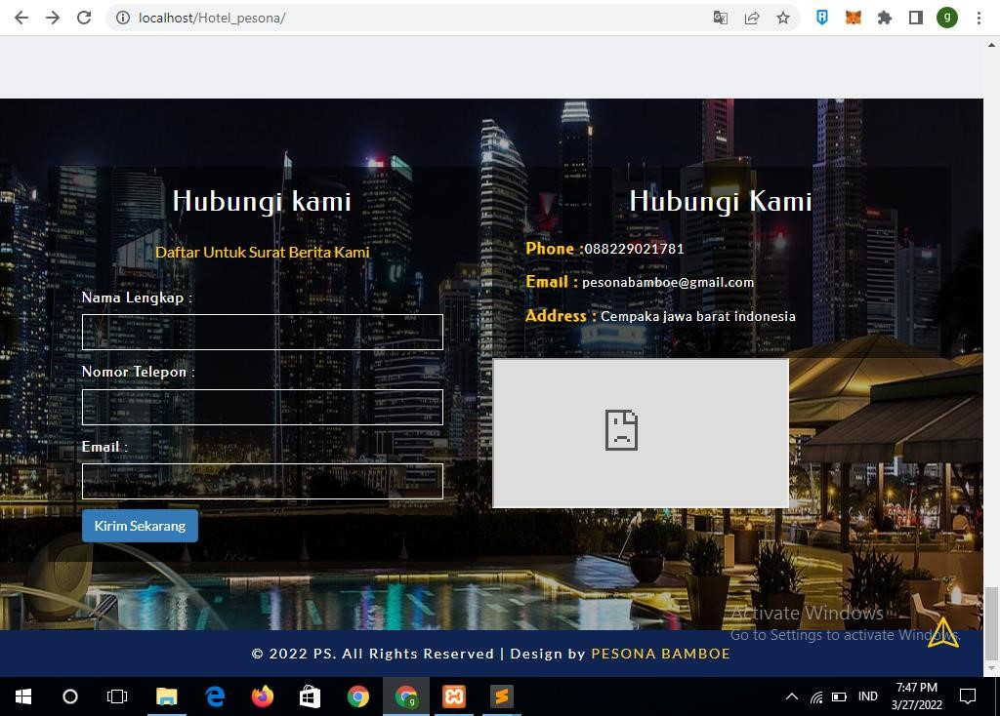 localhost/Hotel_pesona/
g
Hubungi kami
Daftar Untuk Surat Berita Kami
Nama Lengkap :
Nomor Telepon :
Email :
Kirim Sekarang
Hubungi Kami
Phone :088229021781
Email : pesonabamboe@gmail.com
Address : Cempaka jawa barat indonesia
Activate Windows
Go to Settings to activate Windows.
© 2022 PS. All Rights Reserved | Design by PESONA BAMBOE
g
IND
7:47 PM
3/27/2022